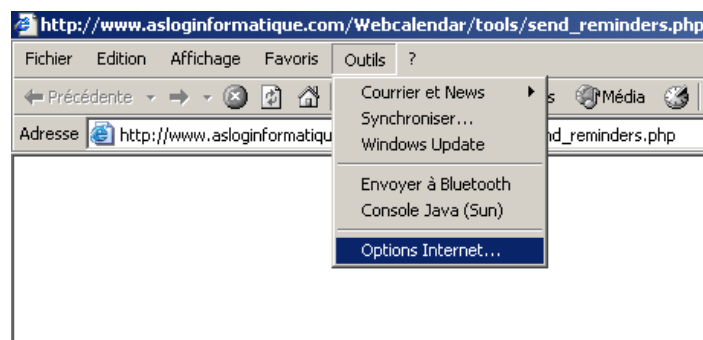 http://www.asloginformatique.com/Webcalendar/tools/send_reminders.php
Fichier Edition Affichage Favoris Outils ?
Précédente Média
Adresse http://www.asloginformatiqu nd_reminders.php
Courrier et News
Synchroniser...
Windows Update
Envoyer à Bluetooth
Console Java (Sun)
Options Internet...